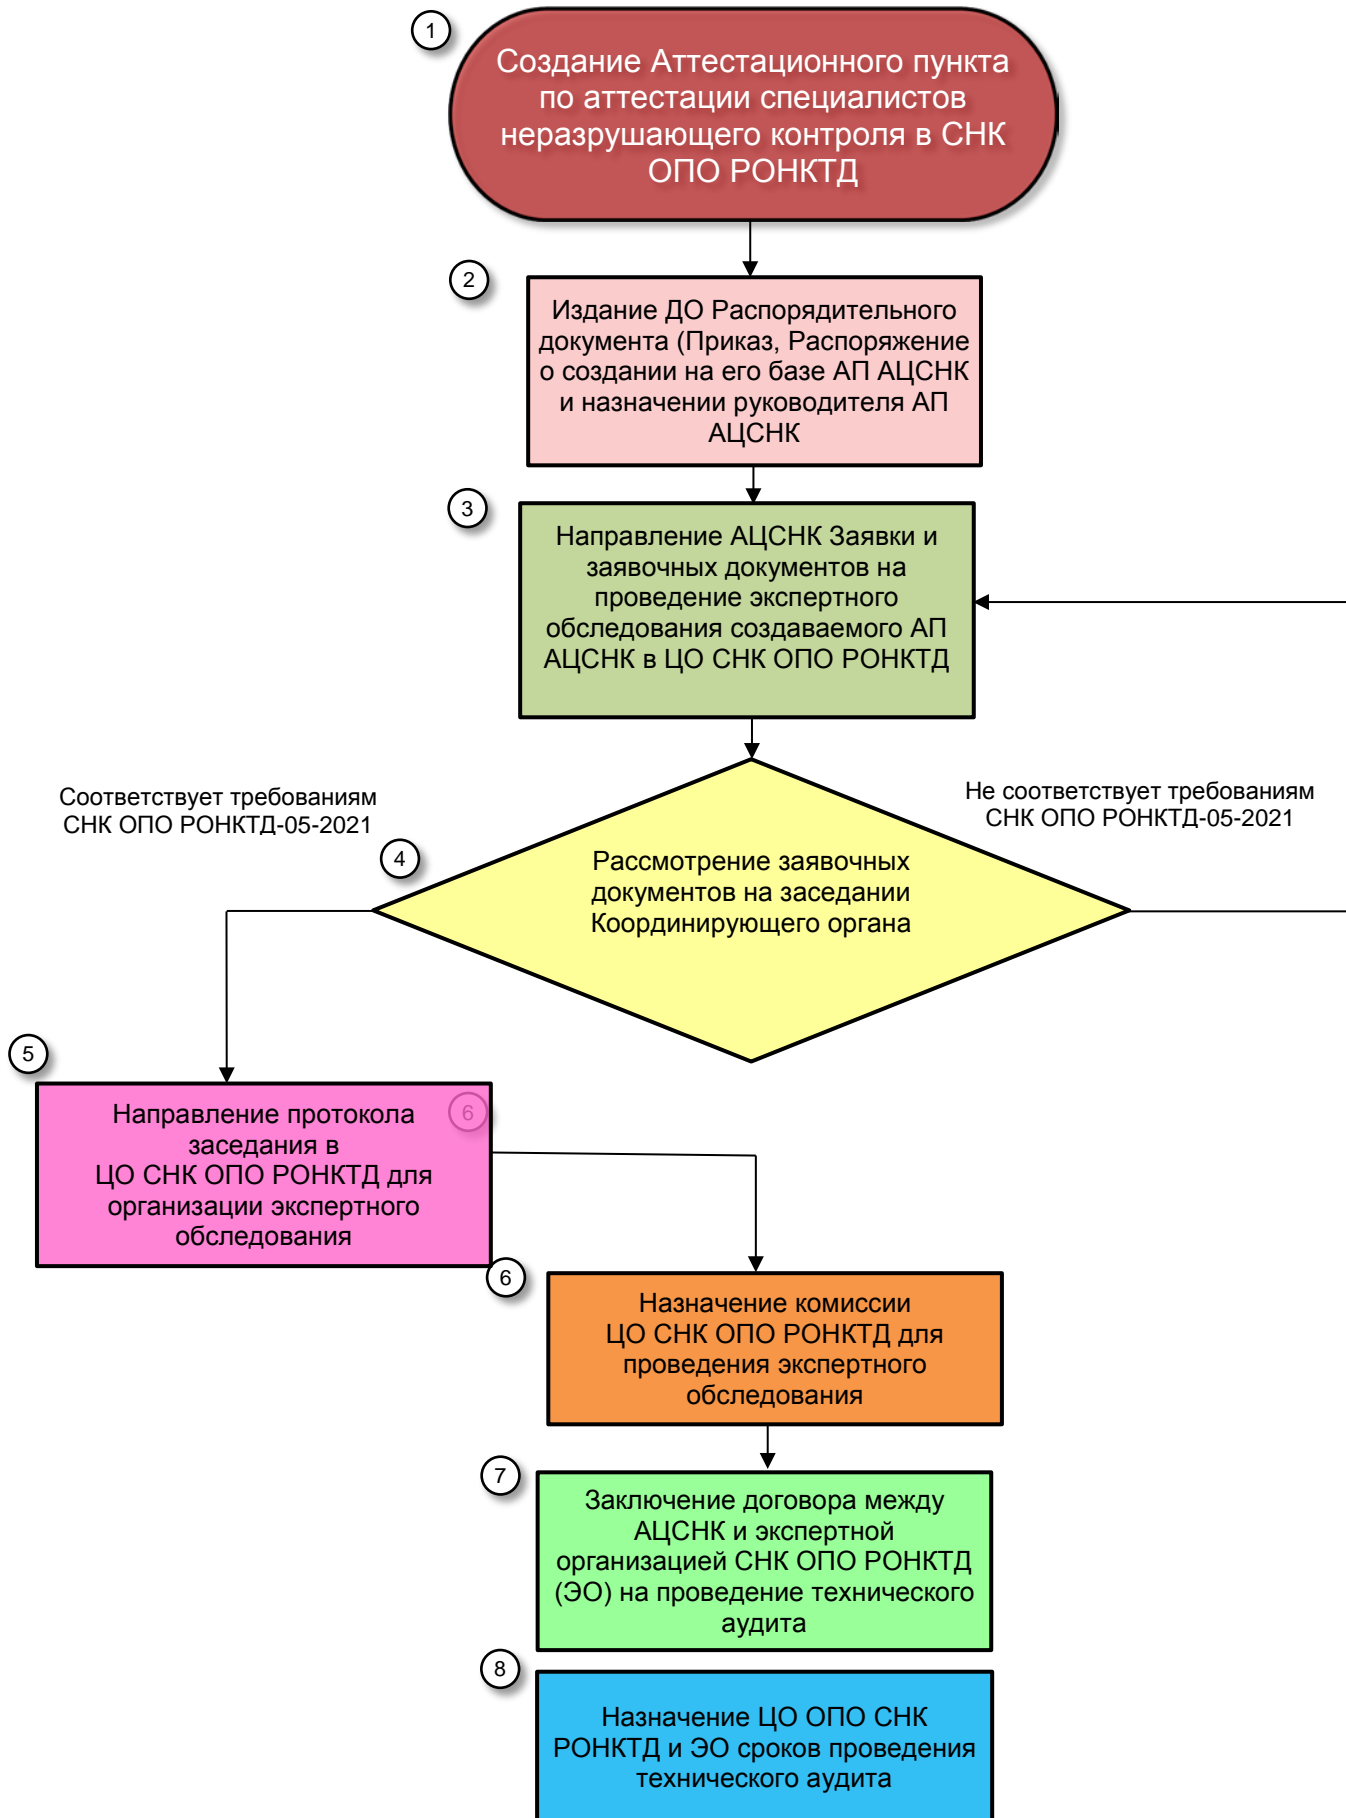 1
Создание Аттестационного пункта
по аттестации специалистов
неразрушающего контроля в СНК
ОПО РОНКТД
2
Издание ДО Распорядительного
документа (Приказ, Распоряжение
о создании на его базе АП АЦСНК
и назначении руководителя АП
АЦСНК
3
Направление АЦСНК Заявки и
заявочных документов на
проведение экспертного
обследования создаваемого АП
АЦСНК в ЦО СНК ОПО РОНКТД
Соответствует требованиям
СНК ОПО РОНКТД-05-2021
Не соответствует требованиям
СНК ОПО РОНКТД-05-2021
4
Рассмотрение заявочных
документов на заседании
Координирующего органа
5
Направление протокола
заседания в
ЦО СНК ОПО РОНКТД для
организации экспертного
обследования
6
6
Назначение комиссии
ЦО СНК ОПО РОНКТД для
проведения экспертного
обследования
7
Заключение договора между
АЦСНК и экспертной
организацией СНК ОПО РОНКТД
(ЭО) на проведение технического
аудита
8
Назначение ЦО ОПО СНК
РОНКТД и ЭО сроков проведения
технического аудита